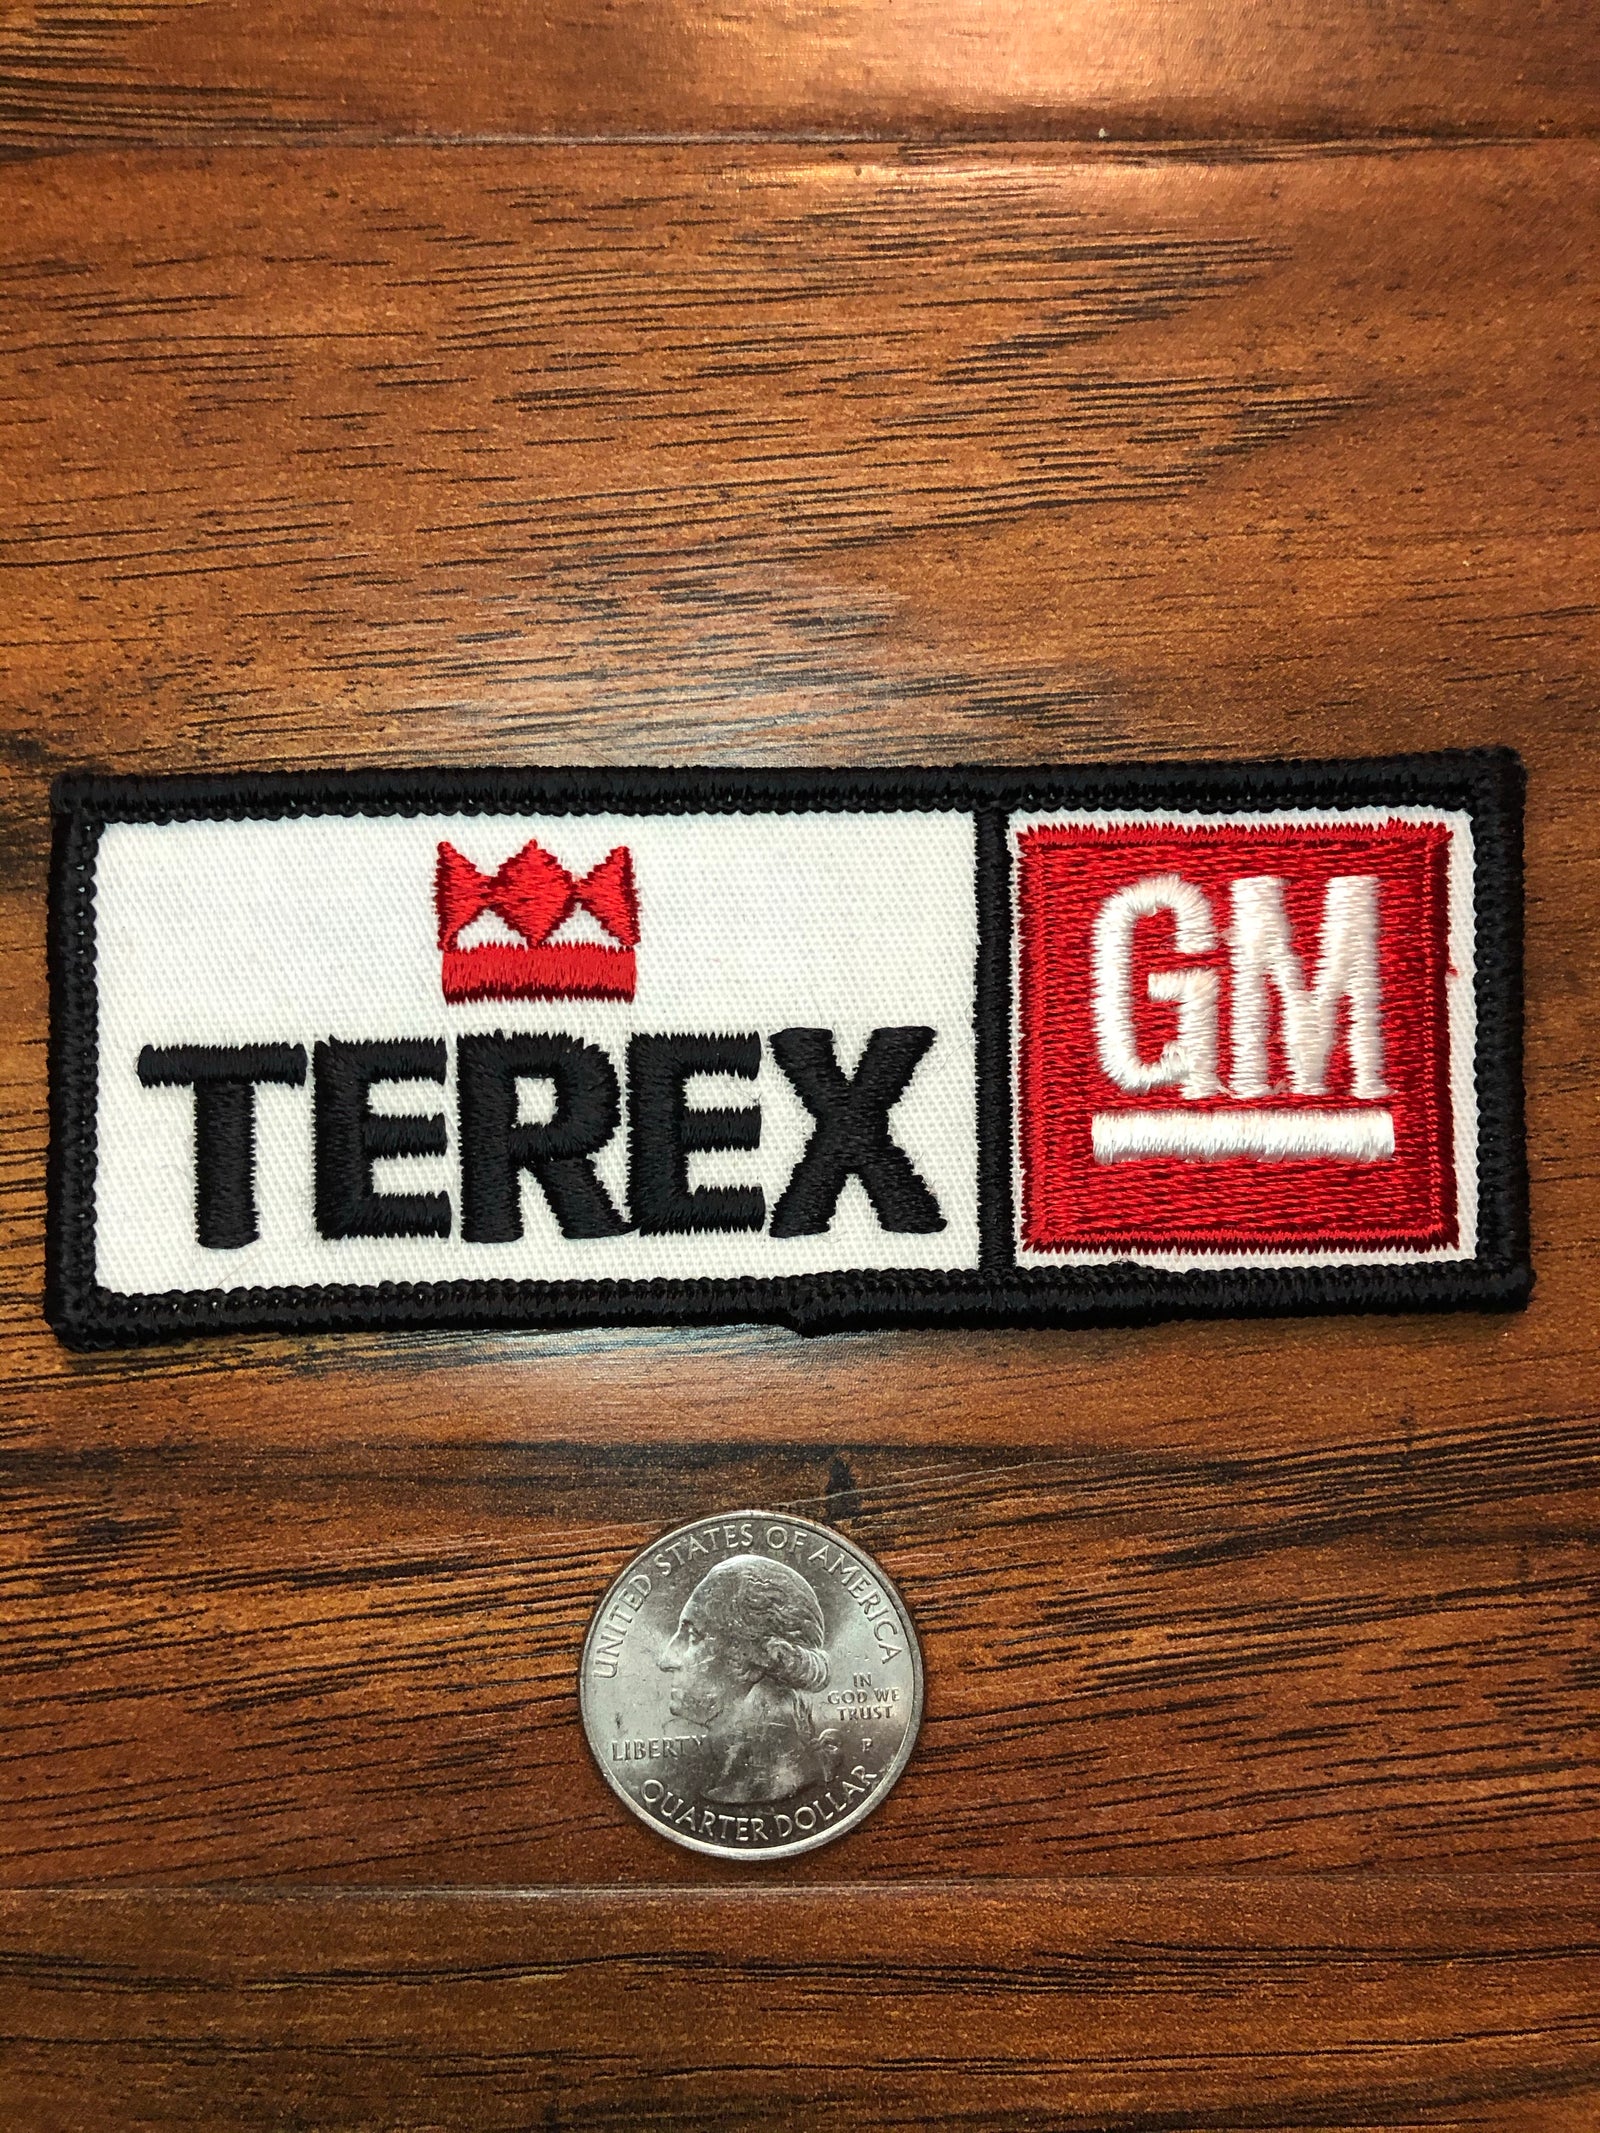 TEREX
GM
UNITED STATES OF AMERICA
IN
GOD WE
TRUST
LIBERTY
P
QUARTER DOLLAR